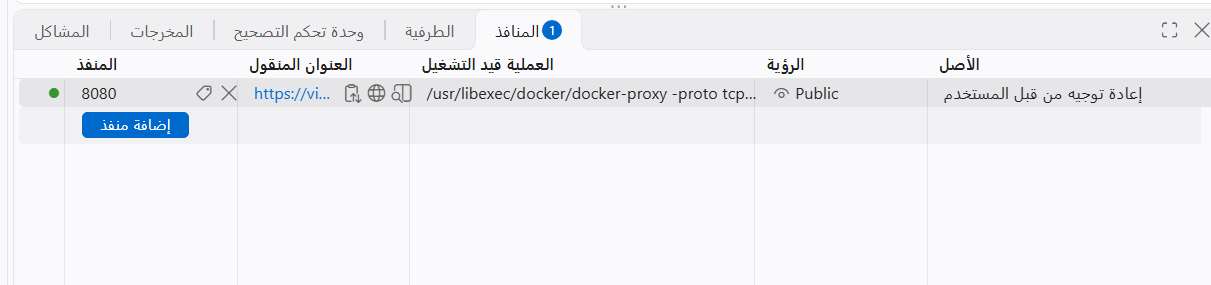 المشاكل المخرجات وحدة تحكم التصحيح الطرفية المنافذ 1
المنفذ العنوان المنقول العملية قيد التشغيل الرؤية الأصل
8080 https://vi... /usr/libexec/docker/docker-proxy -proto tcp... Public إعادة توجيه من قبل المستخدم
إضافة منفذ